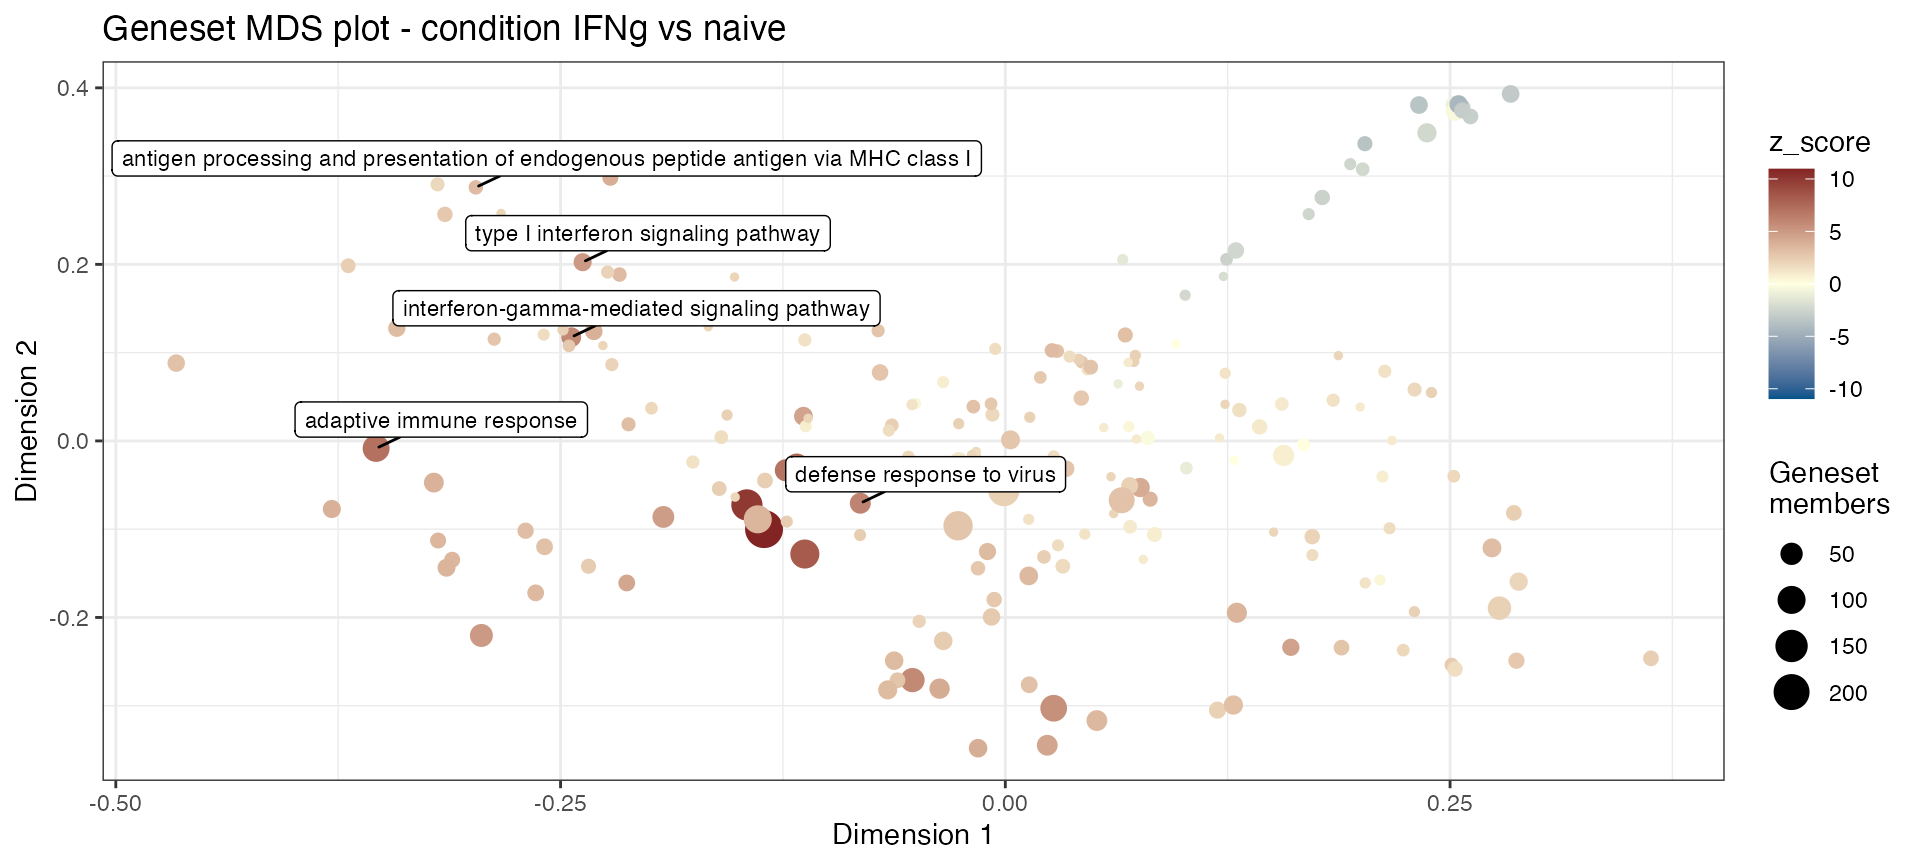 Geneset MDS plot - condition IFNg vs naive
0.4
0.2
0.0
-0.2
Dimension 2
antigen processing and presentation of endogenous peptide antigen via MHC class I
type I interferon signaling pathway
interferon-gamma-mediated signaling pathway
adaptive immune response
defense response to virus
-0.50
-0.25
0.00
0.25
Dimension 1
z_score
10
5
0
-5
-10
Geneset
members
50
100
150
200